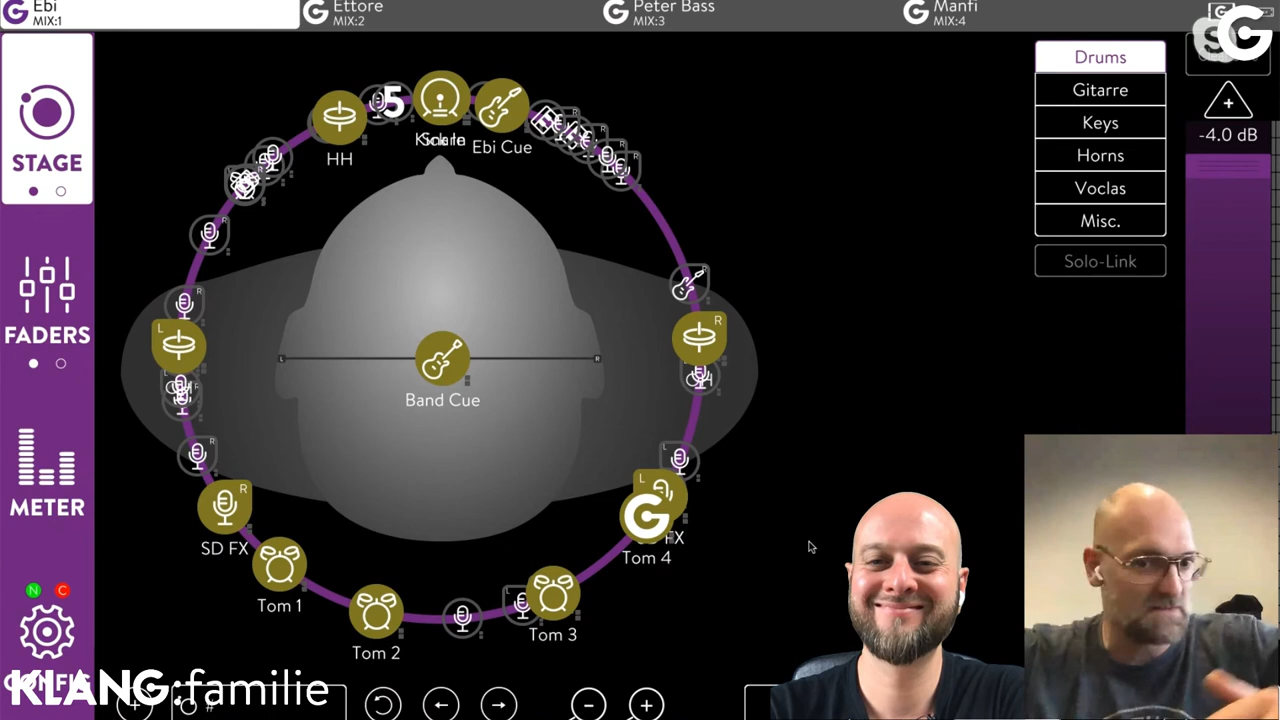 Ebi
MIX:1
Ettore
MIX:2
Peter Bass
MIX:3
Manfi
MIX:4
STAGE
FADERS
METER
N C
CONFIG
5
HH
Ebi Cue
Band Cue
L
R
SD FX
Tom 1
Tom 2
Tom 3
Tom 4
Drums
Gitarre
Keys
Horns
Voclas
Misc.
Solo-Link
-4.0 dB
KLANG:familie
#